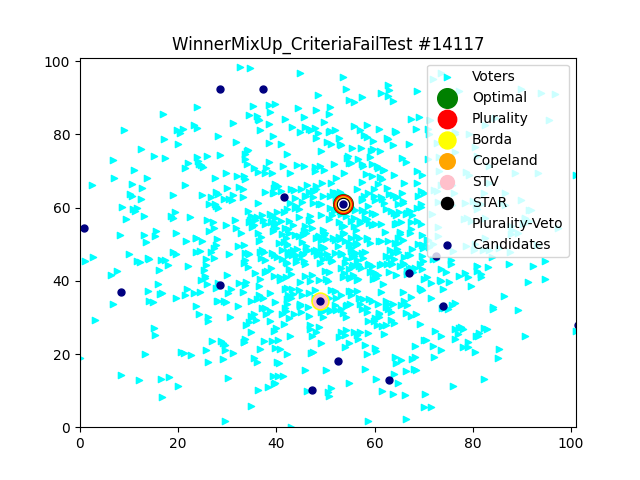 WinnerMixUp_CriteriaFailTest #14117
100
80
60
40
20
0
0
20
40
60
80
100
Voters
Optimal
Plurality
Borda
Copeland
STV
STAR
Plurality-Veto
Candidates